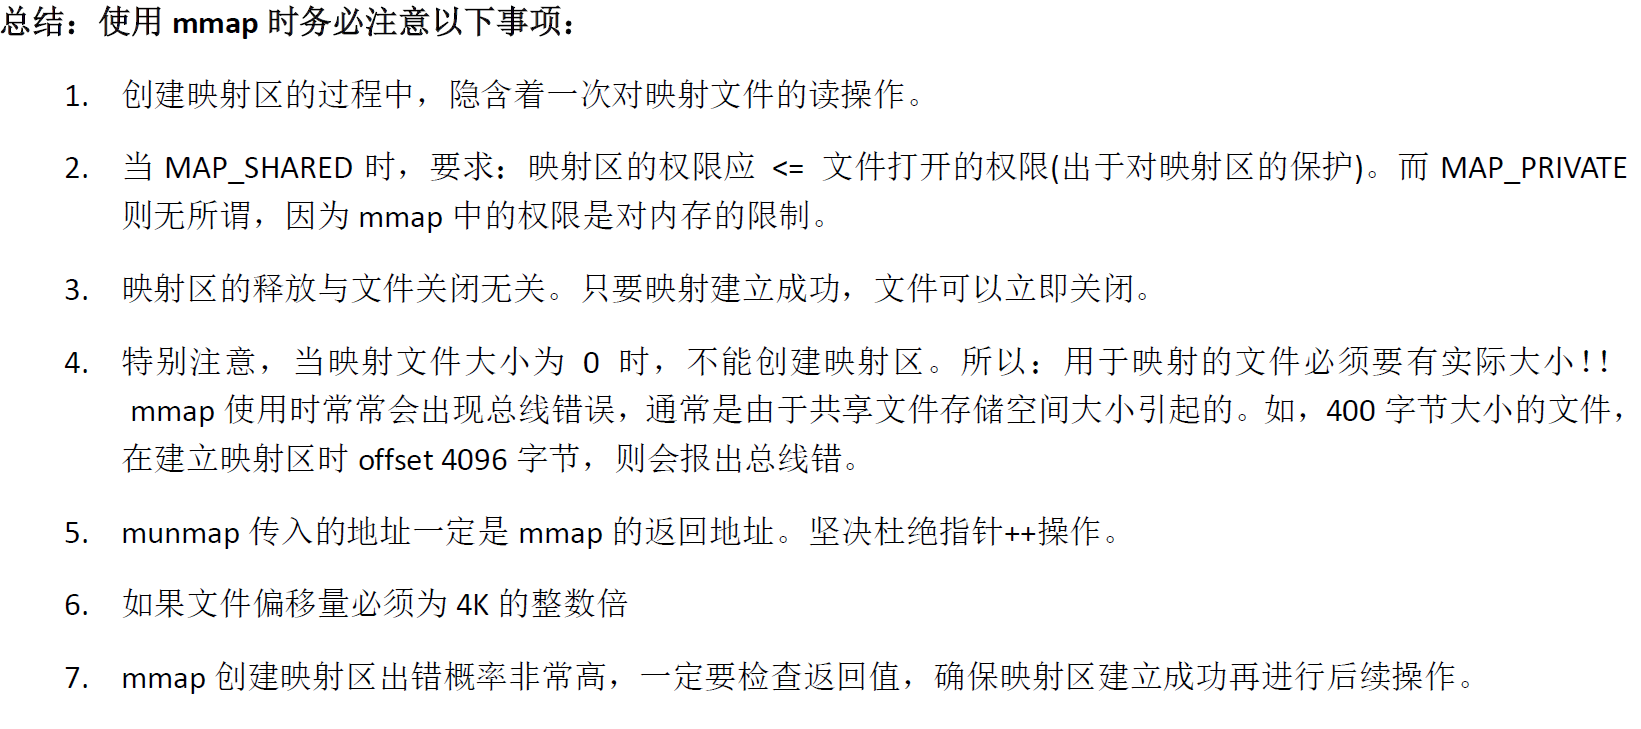 总结：使用 mmap 时务必注意以下事项：
1. 创建映射区的过程中，隐含着一次对映射文件的读操作。
2. 当 MAP_SHARED 时，要求：映射区的权限应 <= 文件打开的权限(出于对映射区的保护)。而 MAP_PRIVATE
则无所谓，因为 mmap 中的权限是对内存的限制。
3. 映射区的释放与文件关闭无关。只要映射建立成功，文件可以立即关闭。
4. 特别注意，当映射文件大小为 0 时，不能创建映射区。所以：用于映射的文件必须要有实际大小！！
mmap 使用时常常会出现总线错误，通常是由于共享文件存储空间大小引起的。如，400 字节大小的文件，
在建立映射区时 offset 4096 字节，则会报出总线错。
5. munmap 传入的地址一定是 mmap 的返回地址。坚决杜绝指针++操作。
6. 如果文件偏移量必须为 4K 的整数倍
7. mmap 创建映射区出错概率非常高，一定要检查返回值，确保映射区建立成功再进行后续操作。